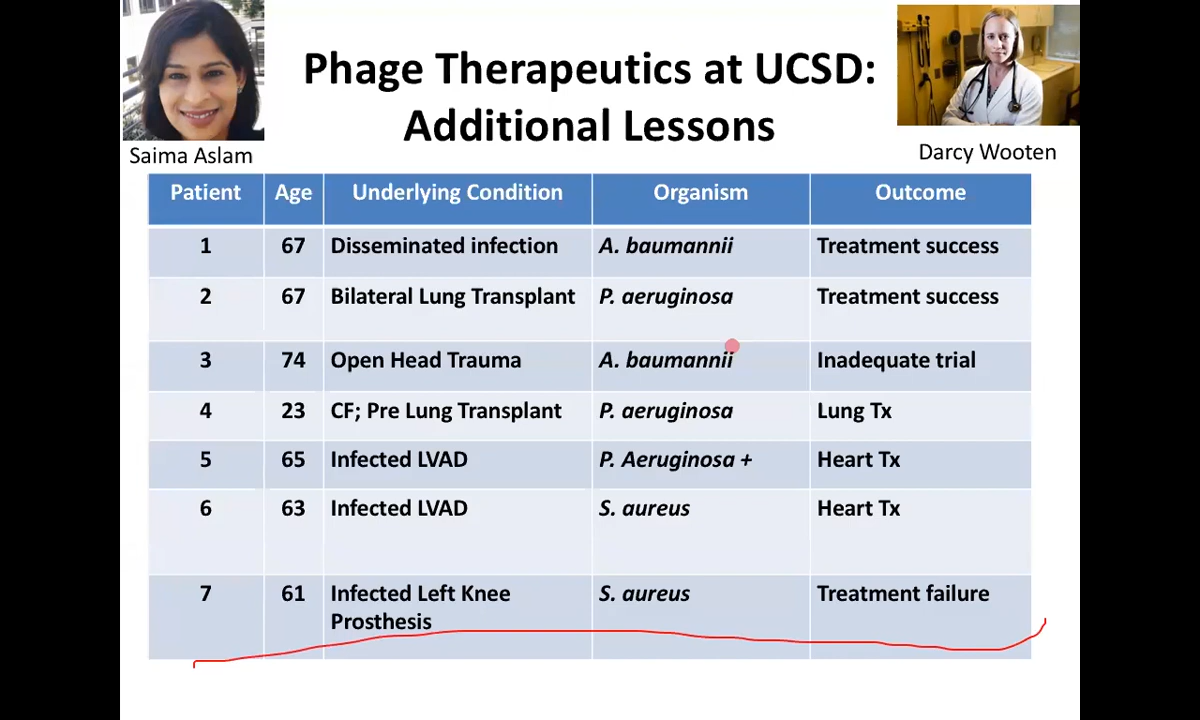 Phage Therapeutics at UCSD:
Additional Lessons
Saima Aslam
Darcy Wooten
Patient Age Underlying Condition Organism Outcome
1 67 Disseminated infection A. baumannii Treatment success
2 67 Bilateral Lung Transplant P. aeruginosa Treatment success
3 74 Open Head Trauma A. baumannii Inadequate trial
4 23 CF; Pre Lung Transplant P. aeruginosa Lung Tx
5 65 Infected LVAD P. Aeruginosa + Heart Tx
6 63 Infected LVAD S. aureus Heart Tx
7 61 Infected Left Knee S. aureus Treatment failure
Prosthesis